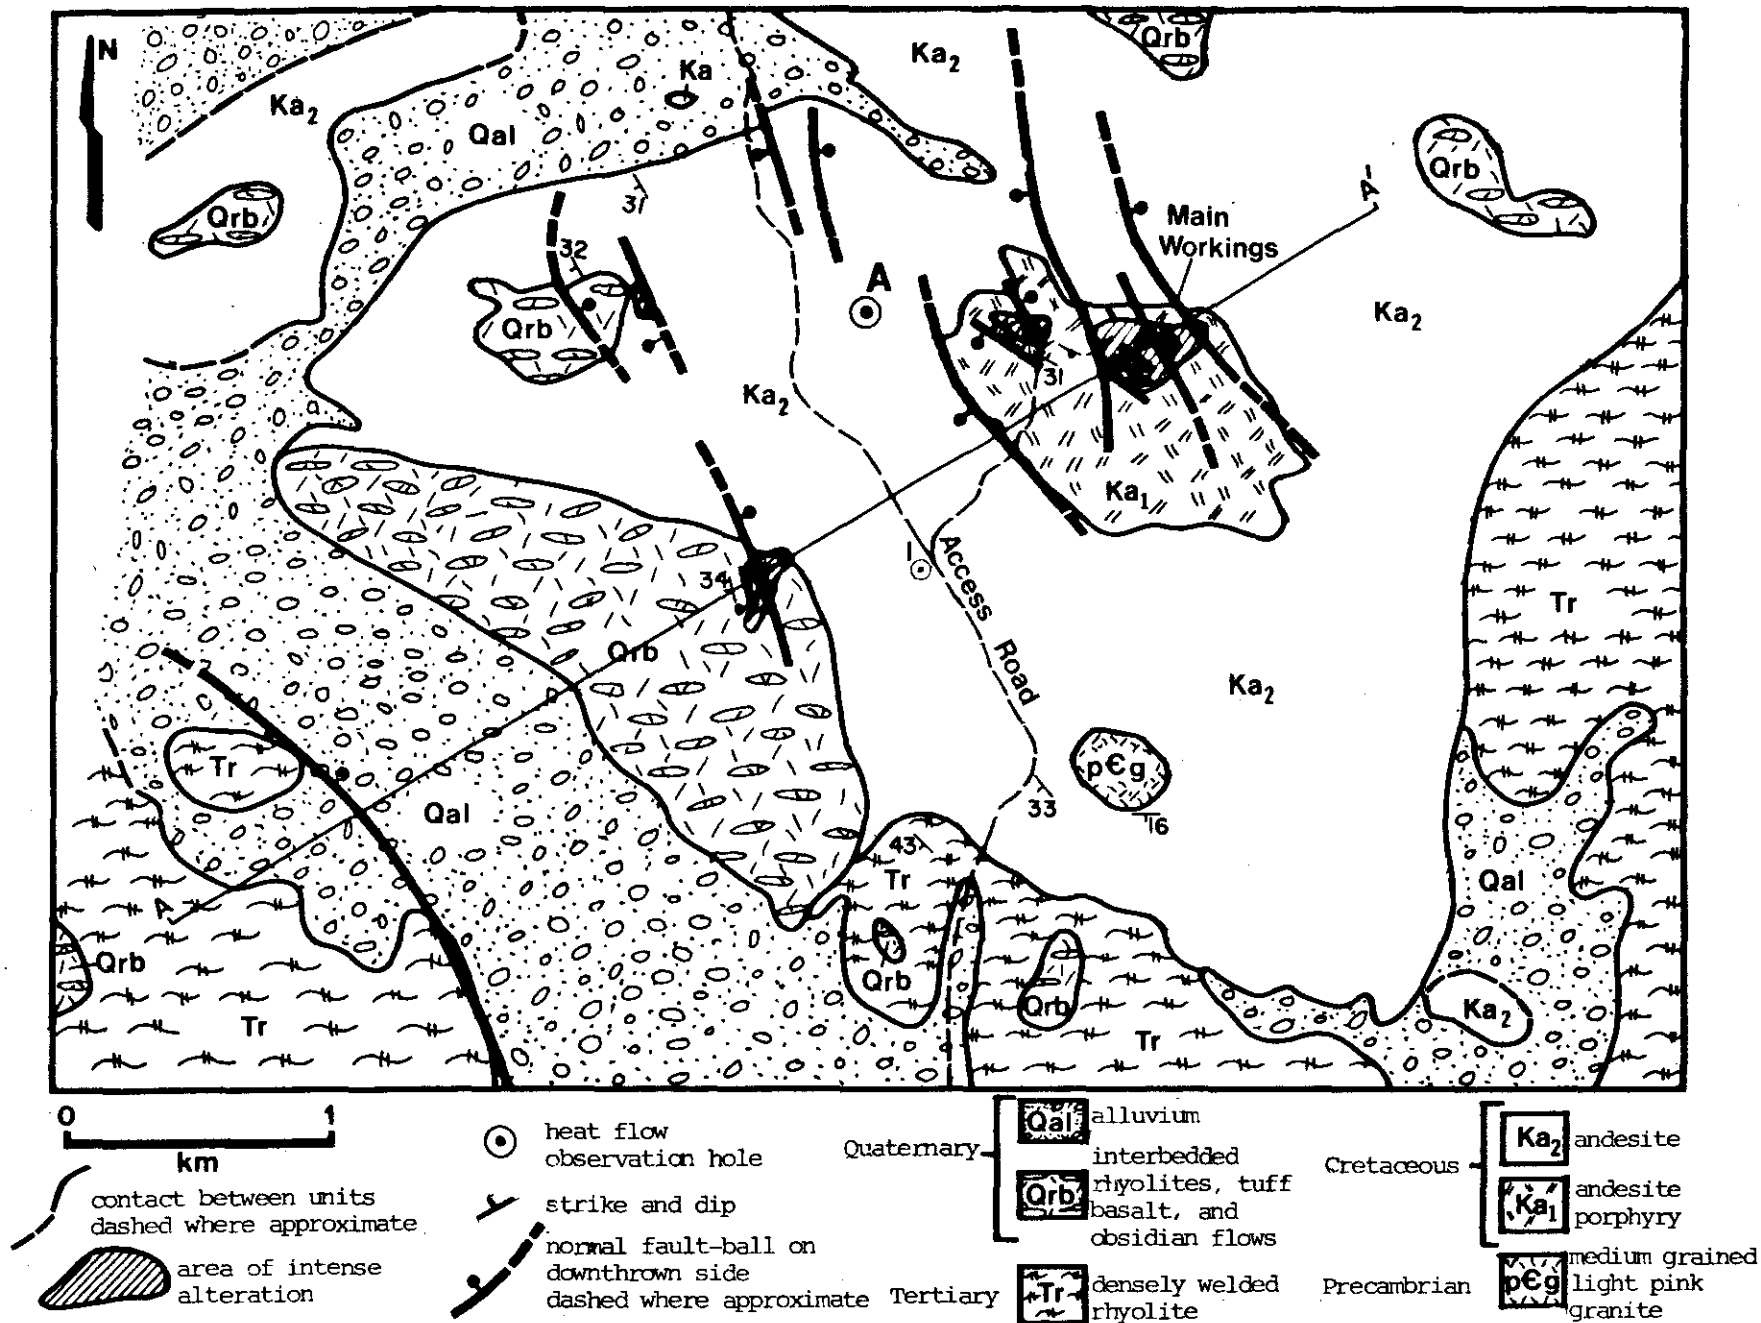 N
Ka₂
Qal
Ka
Ka₂
Qrb
Qrb
Qrb
31
32
Qrb
A
A'
Main
Workings
Ka₂
31
Ka₂
Ka₁
1
Access Road
34
Qrb
Ka₂
Tr
Tr
Qal
p€g
33
16
43
Tr
Qal
A
Qrb
Tr
Qrb
Qrb
Tr
Ka₂
0 1
km
contact between units
dashed where approximate
area of intense
alteration
heat flow
observation hole
strike and dip
normal fault-ball on
downthrown side
dashed where approximate
Quaternary
Qal alluvium
Qrb interbedded
rhyolites, tuff
basalt, and
obsidian flows
Tertiary
Tr densely welded
rhyolite
Cretaceous
Ka₂ andesite
Ka₁ andesite
porphyry
Precambrian
p€g medium grained
light pink
granite